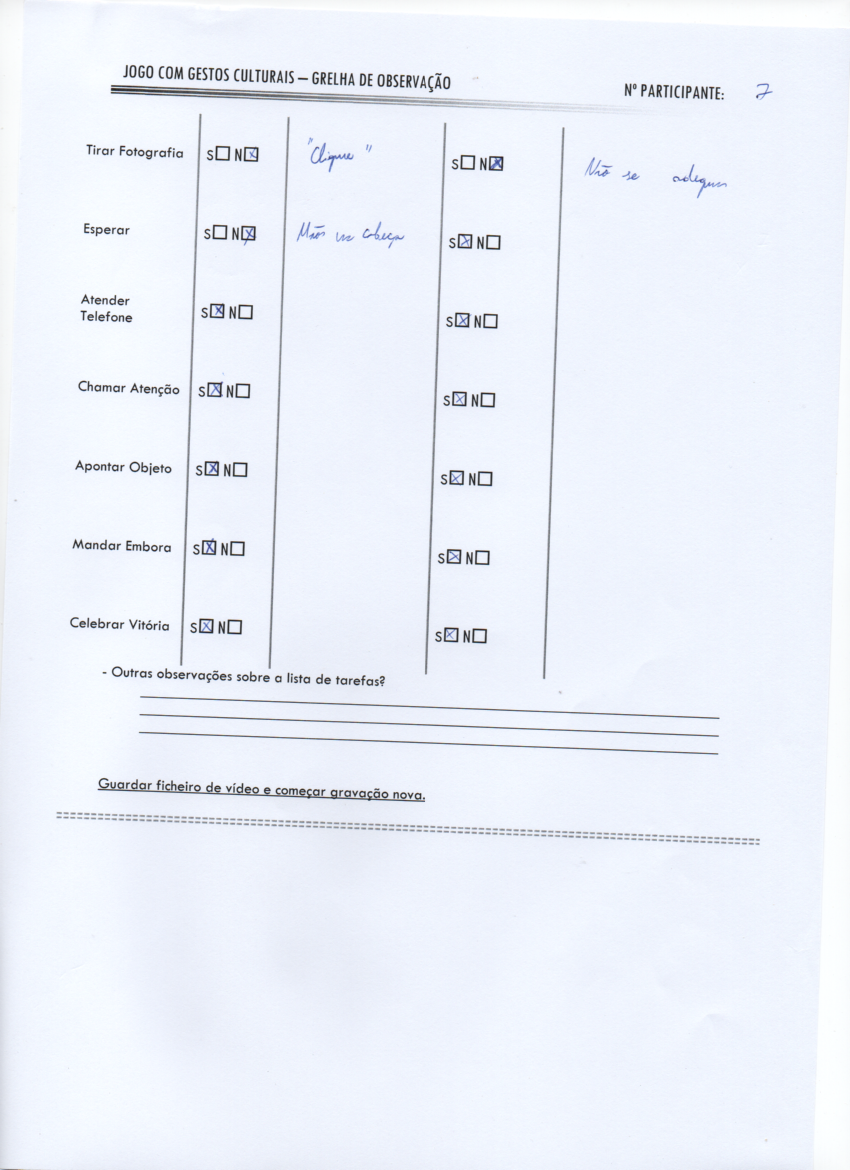 JOGO COM GESTOS CULTURAIS – GRELHA DE OBSERVAÇÃO
Nº PARTICIPANTE: 7
Tirar Fotografia S☐ N☒ "Clique" S☐ N☒ Não se adequa
Esperar S☐ N☒ Mãos na cabeça S☒ N☐
Atender
Telefone S☒ N☐ S☒ N☐
Chamar Atenção S☒ N☐ S☒ N☐
Apontar Objeto S☒ N☐ S☒ N☐
Mandar Embora S☒ N☐ S☒ N☐
Celebrar Vitória S☒ N☐ S☒ N☐
- Outras observações sobre a lista de tarefas?
Guardar ficheiro de vídeo e começar gravação nova.